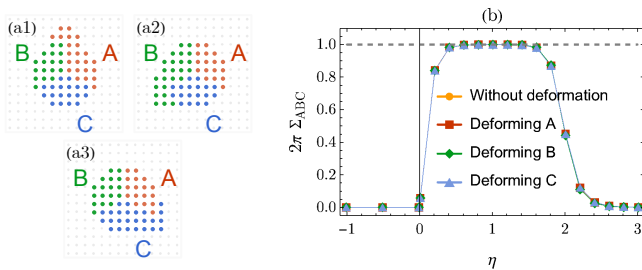 (a1)
B
A
C
(a2)
B
A
C
(a3)
B
A
C
(b)
2π Σ_ABC
1.0
0.8
0.6
0.4
0.2
0.0
Without deformation
Deforming A
Deforming B
Deforming C
-1
0
1
2
3
η